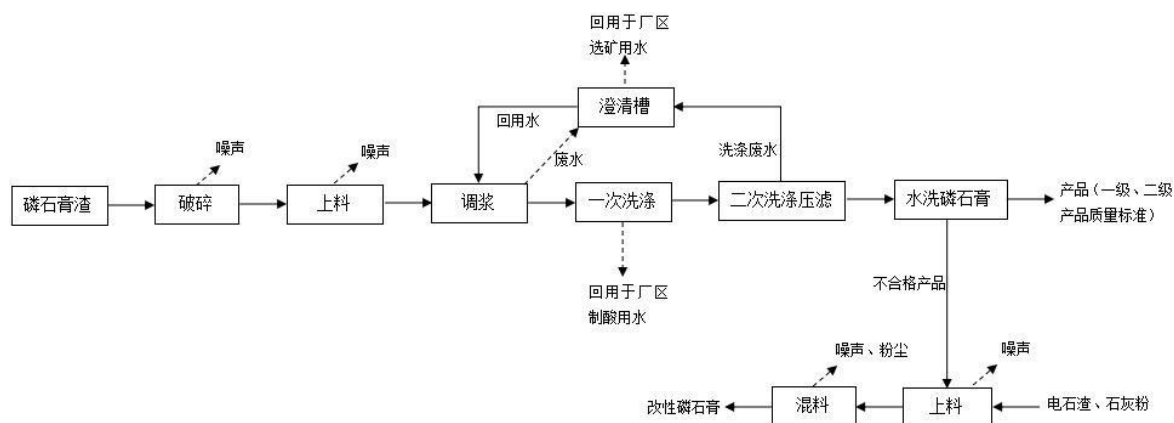 回用于厂区
选矿用水
澄清槽
回用水
废水
洗涤废水
噪声
噪声
磷石膏渣
破碎
上料
调浆
一次洗涤
二次洗涤压滤
水洗磷石膏
产品（一级、二级
产品质量标准）
回用于厂区
制酸用水
不合格产品
噪声、粉尘
噪声
改性磷石膏
混料
上料
电石渣、石灰粉